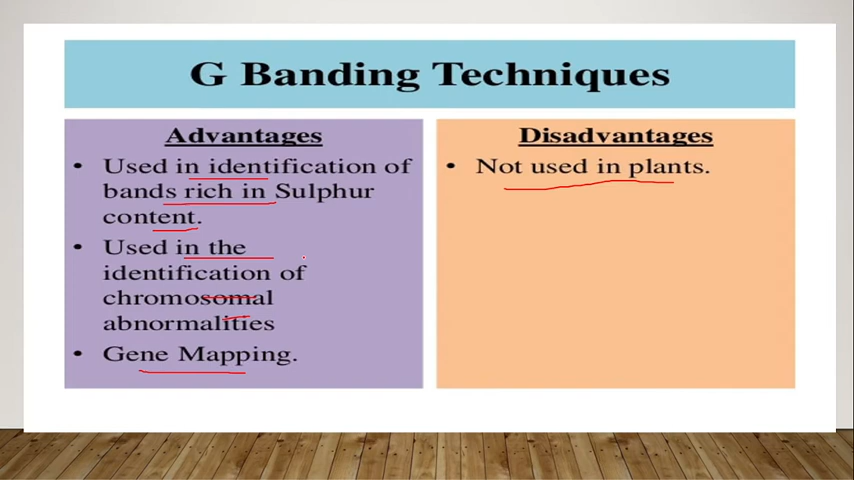 G Banding Techniques
Advantages
• Used in identification of
bands rich in Sulphur
content.
• Used in the
identification of
chromosomal
abnormalities
• Gene Mapping.
Disadvantages
• Not used in plants.